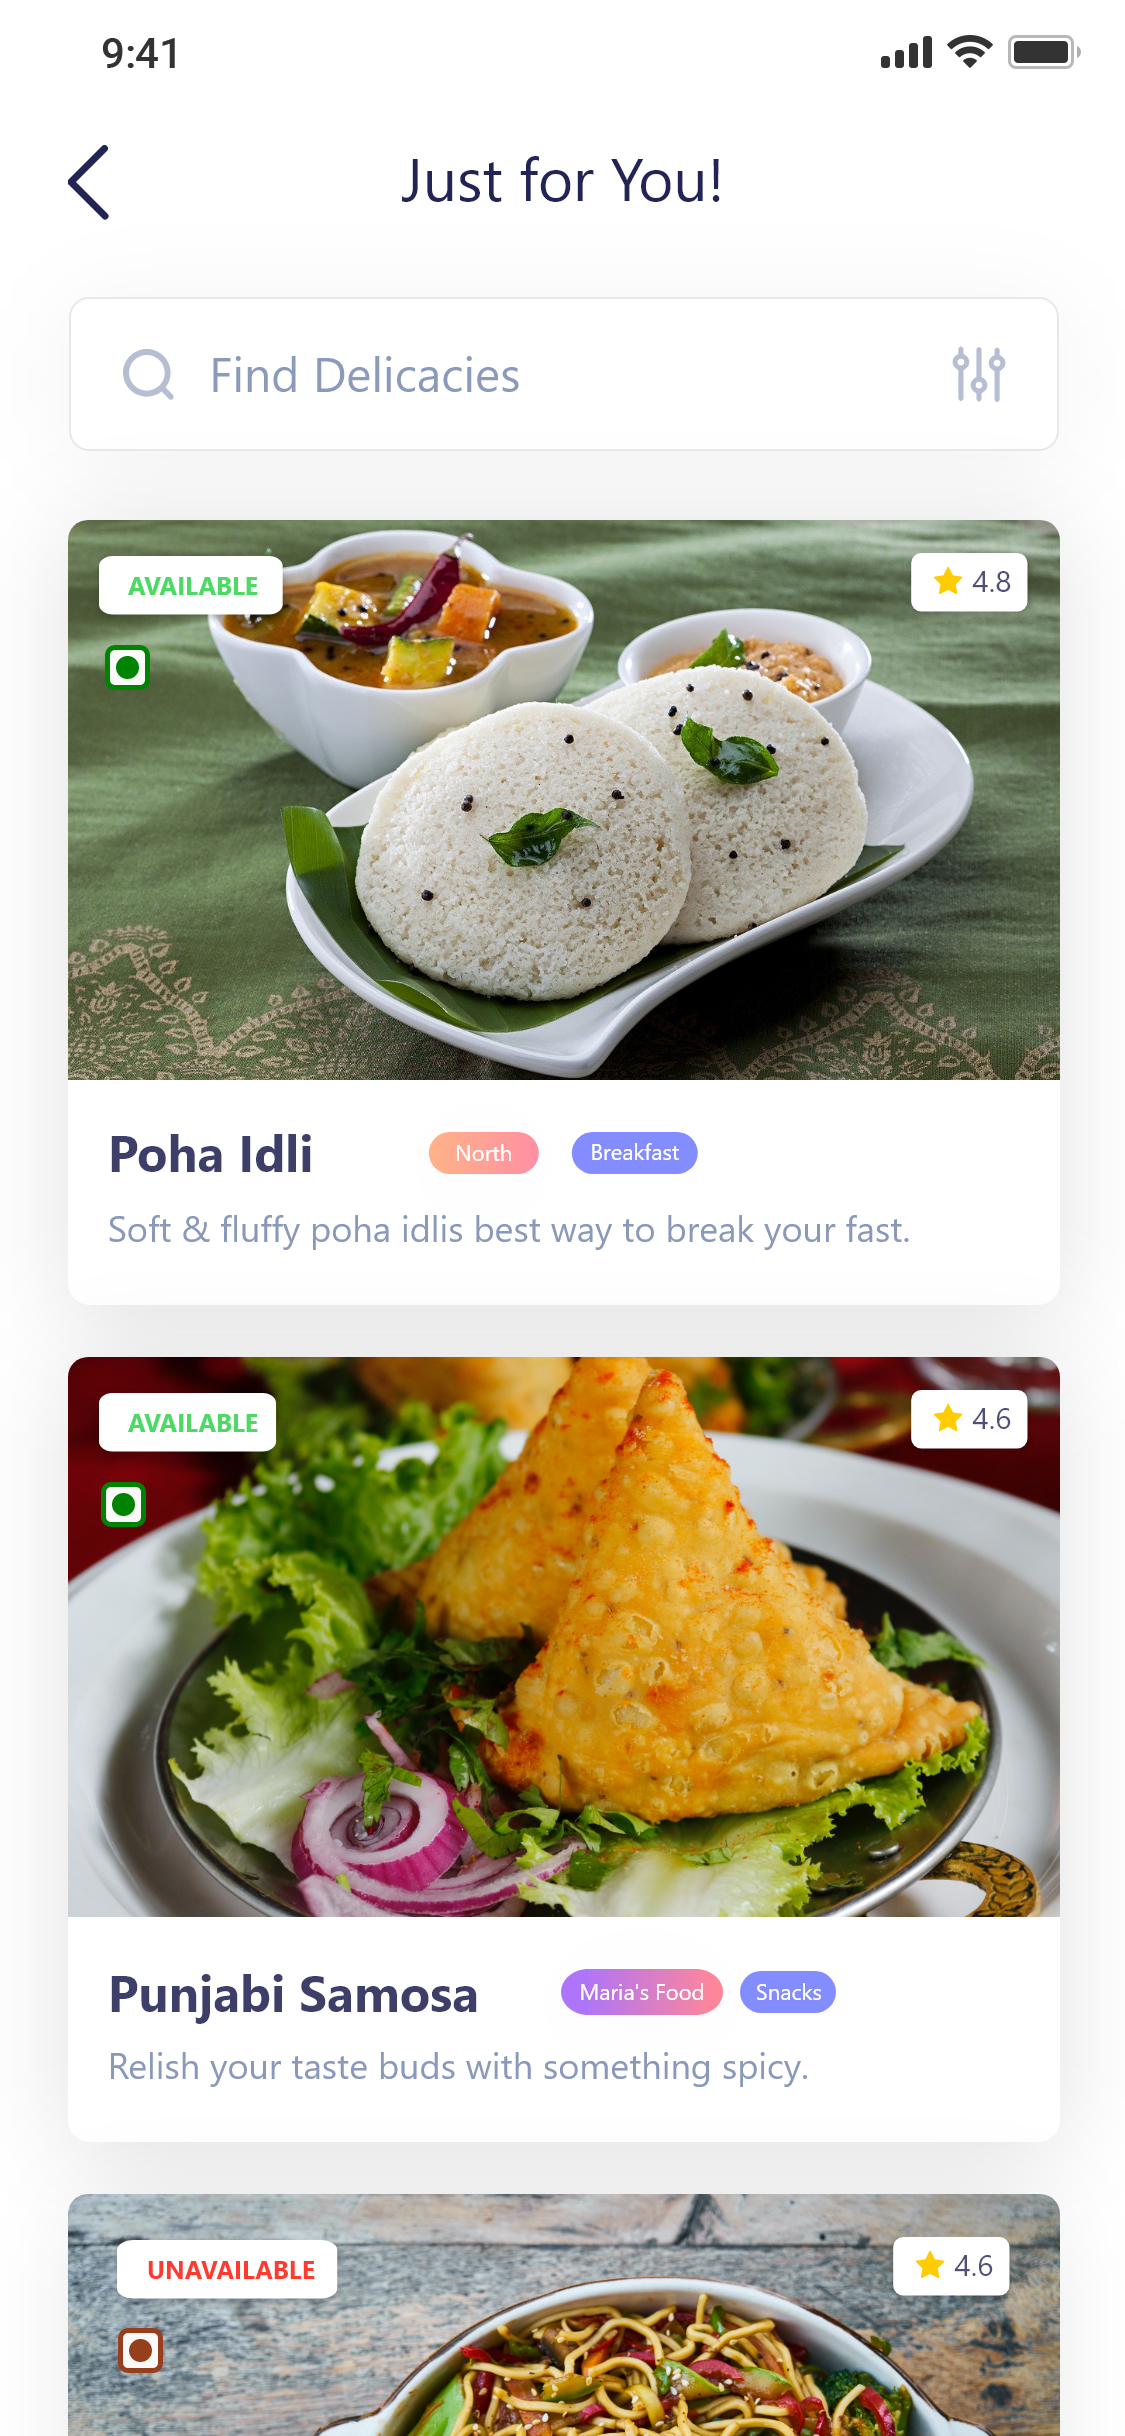 9:41
Just for You!
Find Delicacies
AVAILABLE
4.8
Poha Idli
North
Breakfast
Soft & fluffy poha idlis best way to break your fast.
AVAILABLE
4.6
Punjabi Samosa
Maria's Food
Snacks
Relish your taste buds with something spicy.
UNAVAILABLE
4.6